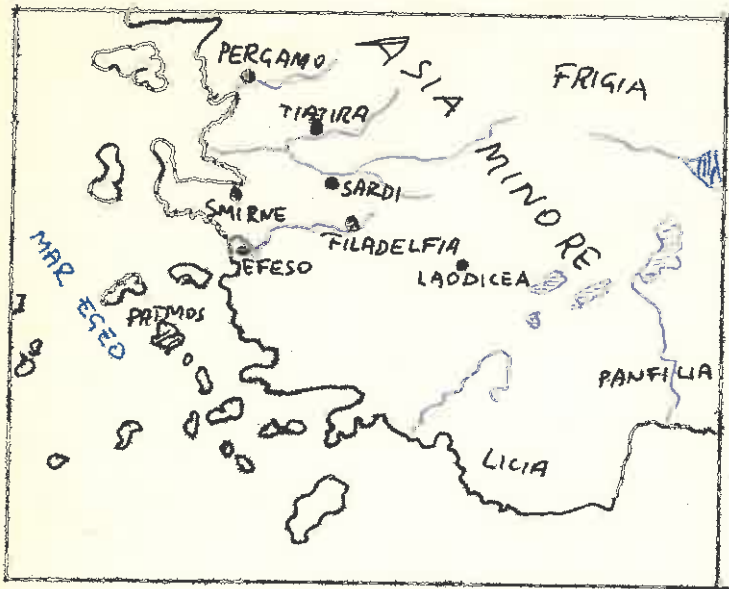 PERGAMO
ASIA MINORE
FRIGIA
TIATIRA
SARDI
SMIRNE
FILADELFIA
EFESO
LAODICEA
MAR EGEO
PATMOS
PANFILIA
LICIA